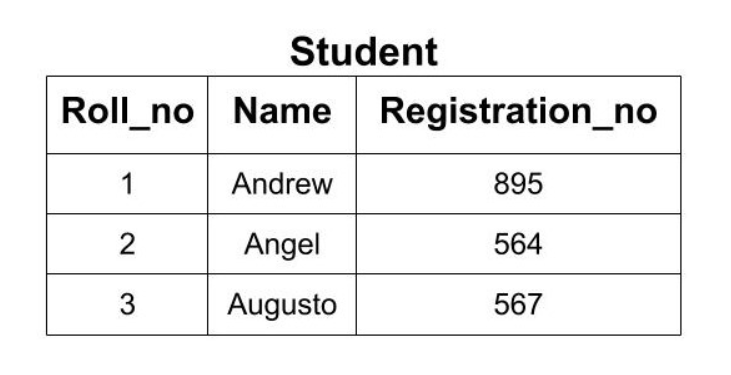 Student
Roll_no Name Registration_no
1 Andrew 895
2 Angel 564
3 Augusto 567